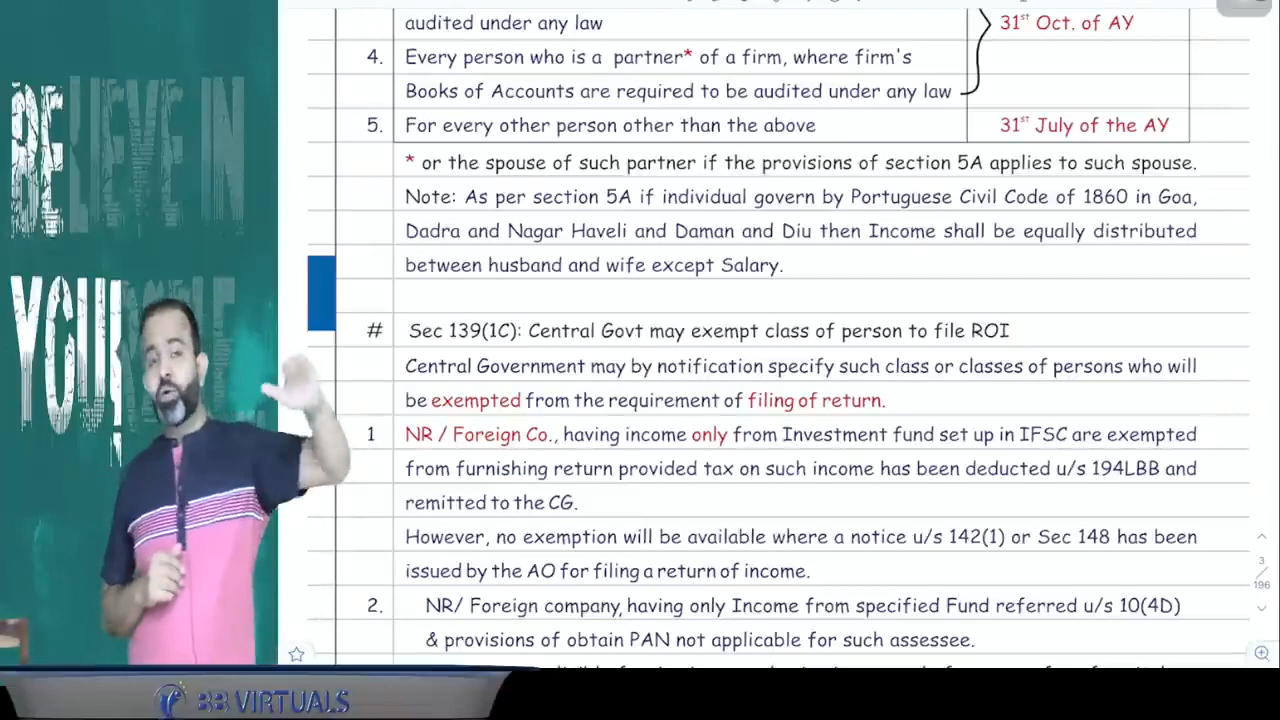 BELIEVE IN
YOU
audited under any law
31st Oct. of AY
4. Every person who is a partner* of a firm, where firm's
Books of Accounts are required to be audited under any law
5. For every other person other than the above
31st July of the AY
* or the spouse of such partner if the provisions of section 5A applies to such spouse.
Note: As per section 5A if individual govern by Portuguese Civil Code of 1860 in Goa,
Dadra and Nagar Haveli and Daman and Diu then Income shall be equally distributed
between husband and wife except Salary.
# Sec 139(1C): Central Govt may exempt class of person to file ROI
Central Government may by notification specify such class or classes of persons who will
be exempted from the requirement of filing of return.
1 NR / Foreign Co., having income only from Investment fund set up in IFSC are exempted
from furnishing return provided tax on such income has been deducted u/s 194LBB and
remitted to the CG.
However, no exemption will be available where a notice u/s 142(1) or Sec 148 has been
issued by the AO for filing a return of income.
2. NR/ Foreign company, having only Income from specified Fund referred u/s 10(4D)
& provisions of obtain PAN not applicable for such assessee.
3
/
196
BB VIRTUALS